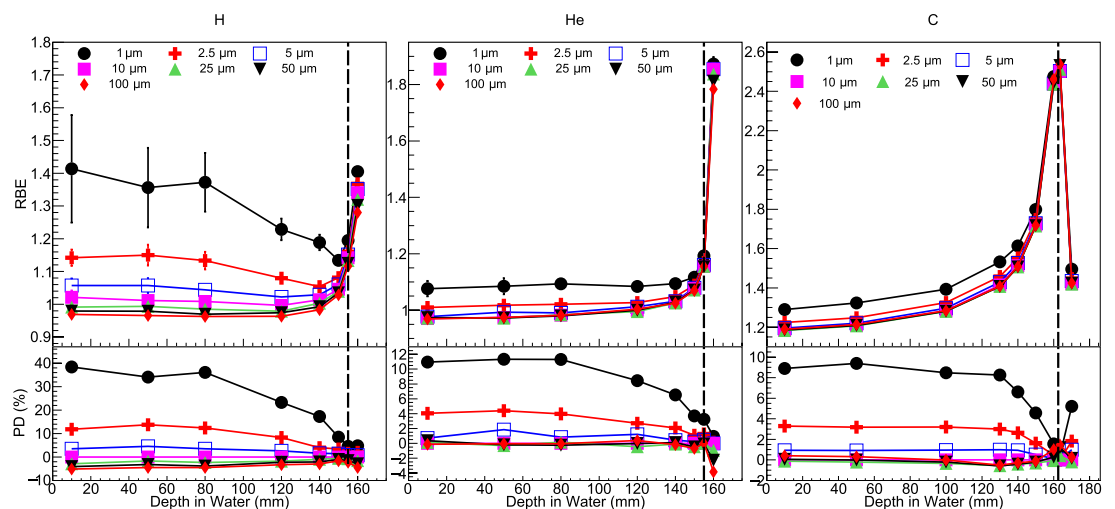 H
He
C
1 µm 2.5 µm 5 µm
10 µm 25 µm 50 µm
100 µm
1 µm 2.5 µm 5 µm
10 µm 25 µm 50 µm
100 µm
1 µm 2.5 µm 5 µm
10 µm 25 µm 50 µm
100 µm
RBE
1.8
1.7
1.6
1.5
1.4
1.3
1.2
1.1
1
0.9
1.8
1.6
1.4
1.2
1
2.6
2.4
2.2
2
1.8
1.6
1.4
1.2
PD (%)
40
30
20
10
0
−10
12
10
8
6
4
2
0
−2
−4
10
8
6
4
2
0
−2
0 20 40 60 80 100 120 140 160
Depth in Water (mm)
0 20 40 60 80 100 120 140 160
Depth in Water (mm)
0 20 40 60 80 100 120 140 160 180
Depth in Water (mm)